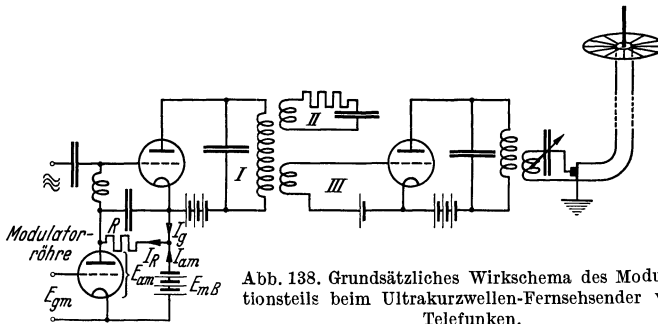 I
II
III
R
I_g
Modulator-
röhre
I_R
I_am
E_am
E_mB
E_gm
Abb. 138. Grundsätzliches Wirkschema des Modu
tionsteils beim Ultrakurzwellen-Fernsehsender v
Telefunken.